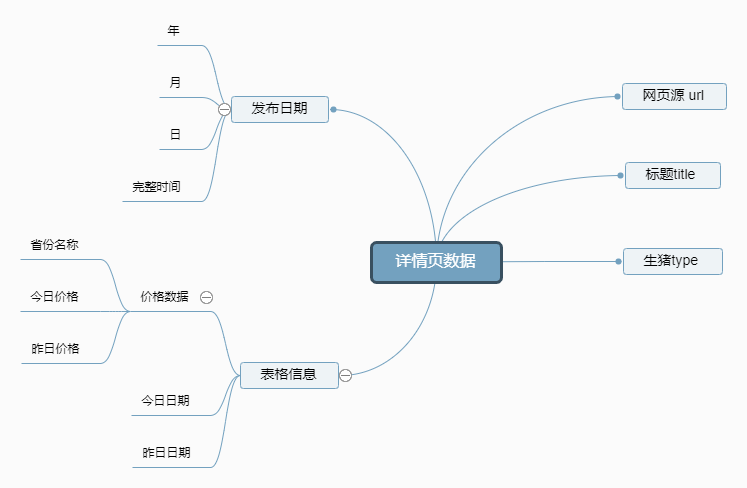 年
月
日
完整时间
发布日期
网页源 url
标题title
生猪type
详情页数据
省份名称
今日价格
昨日价格
价格数据
表格信息
今日日期
昨日日期